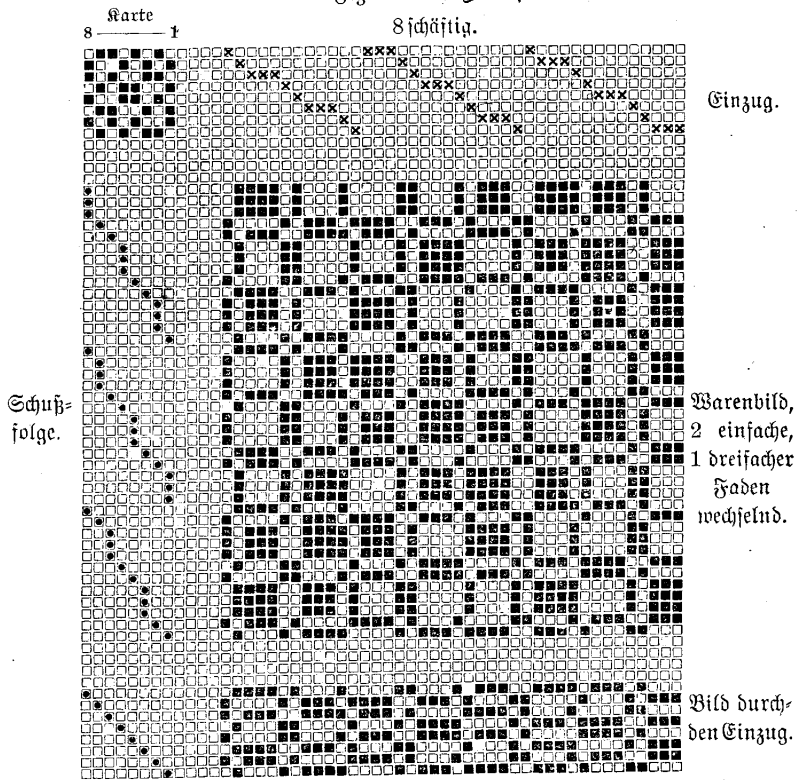 Karte
8 ——— 1
8schäftig.
Einzug.
Schuß-
folge.
Warenbild,
2 einfache,
1 dreifacher
Faden
wechselnd.
Bild durch-
den Einzug.